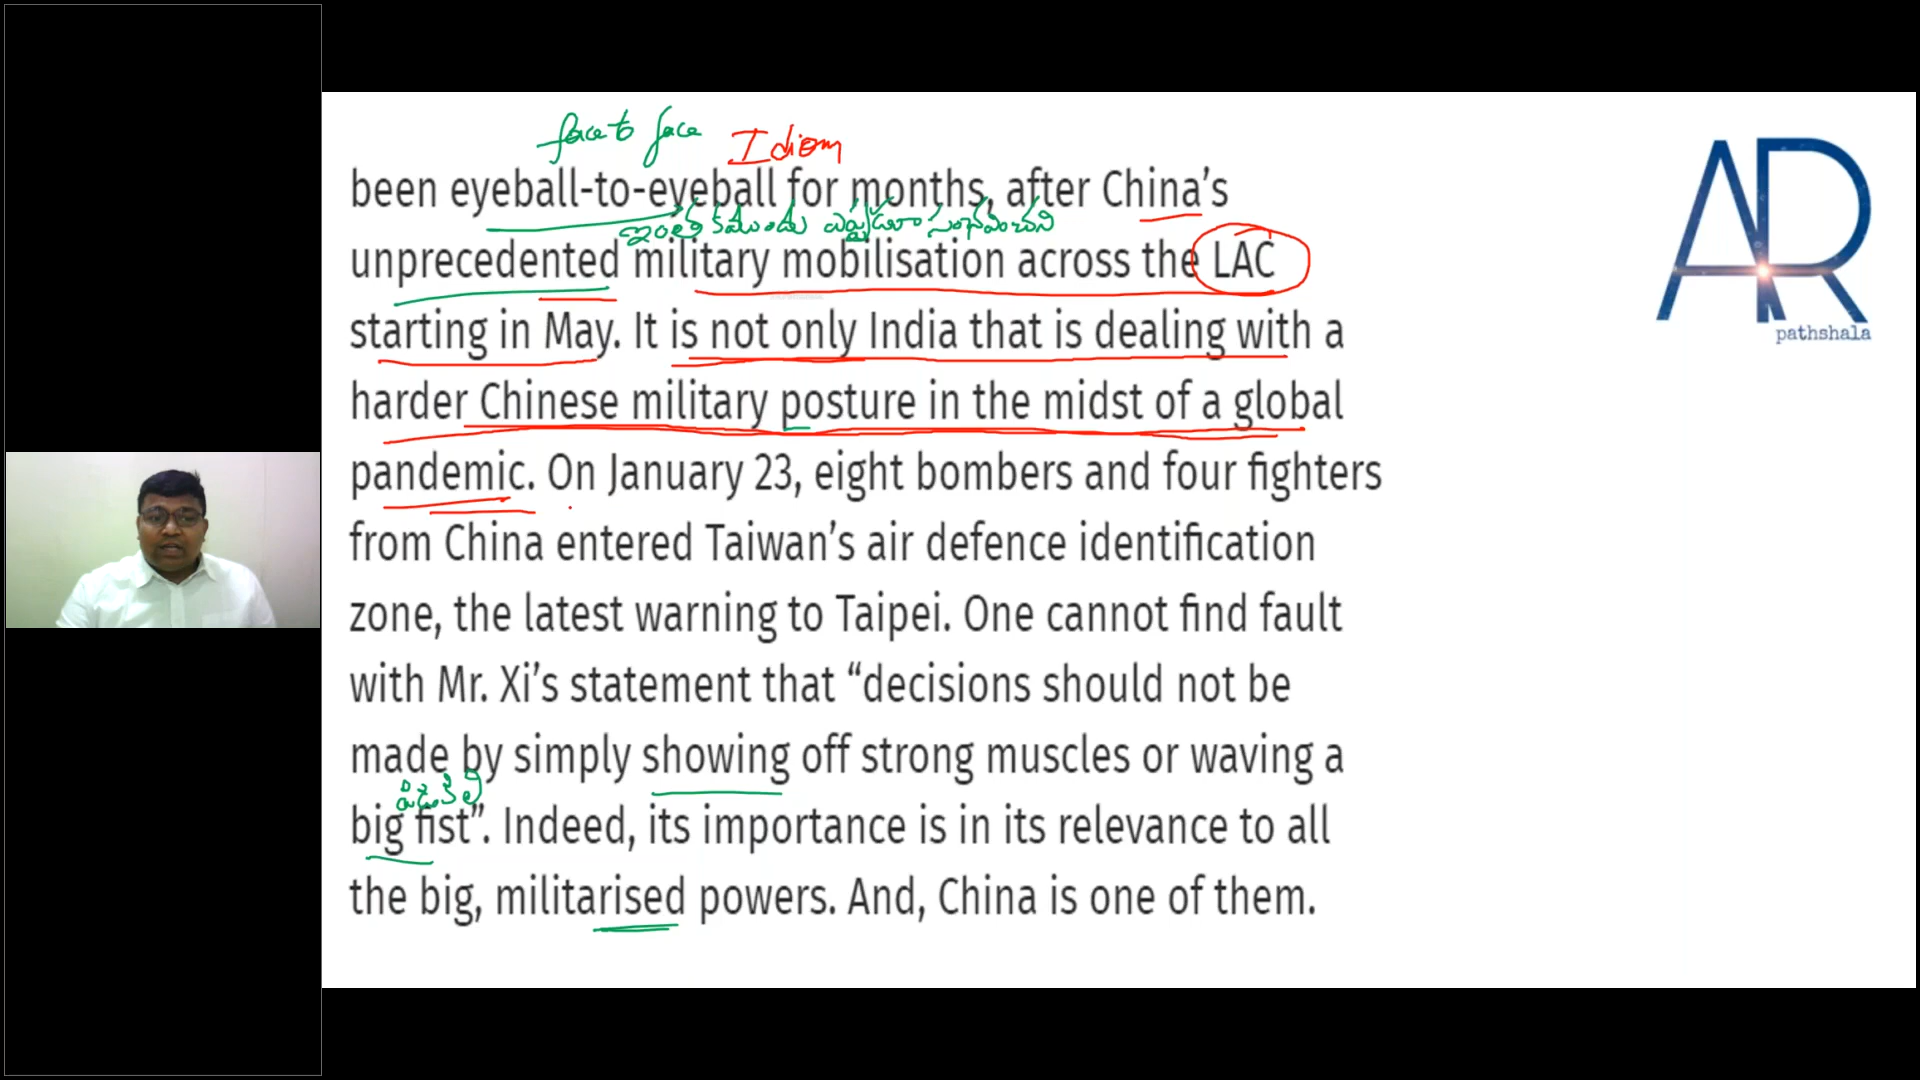 face to face Idiom
been eyeball-to-eyeball for months, after China’s
ఇంతకుముందు ఎప్పుడూ సంభవించని
unprecedented military mobilisation across the LAC
starting in May. It is not only India that is dealing with a
harder Chinese military posture in the midst of a global
pandemic. On January 23, eight bombers and four fighters
from China entered Taiwan’s air defence identification
zone, the latest warning to Taipei. One cannot find fault
with Mr. Xi’s statement that “decisions should not be
made by simply showing off strong muscles or waving a
పిడికిలి
big fist”. Indeed, its importance is in its relevance to all
the big, militarised powers. And, China is one of them.
AR
pathshala